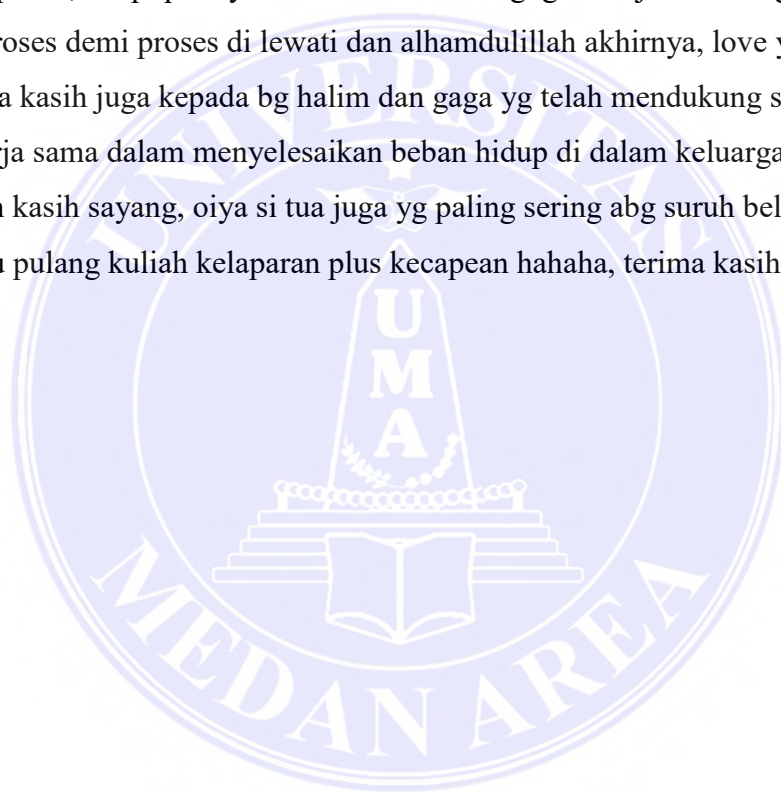 roses demi proses di lewati dan alhamdulillah akhirnya, love
a kasih juga kepada bg halim dan gaga yg telah mendukung s
rja sama dalam menyelesaikan beban hidup di dalam keluarga
n kasih sayang, oiya si tua juga yg paling sering abg suruh bel
u pulang kuliah kelaparan plus kecapean hahaha, terima kasih
UNIVERSITAS
U
M
A
MEDAN AREA